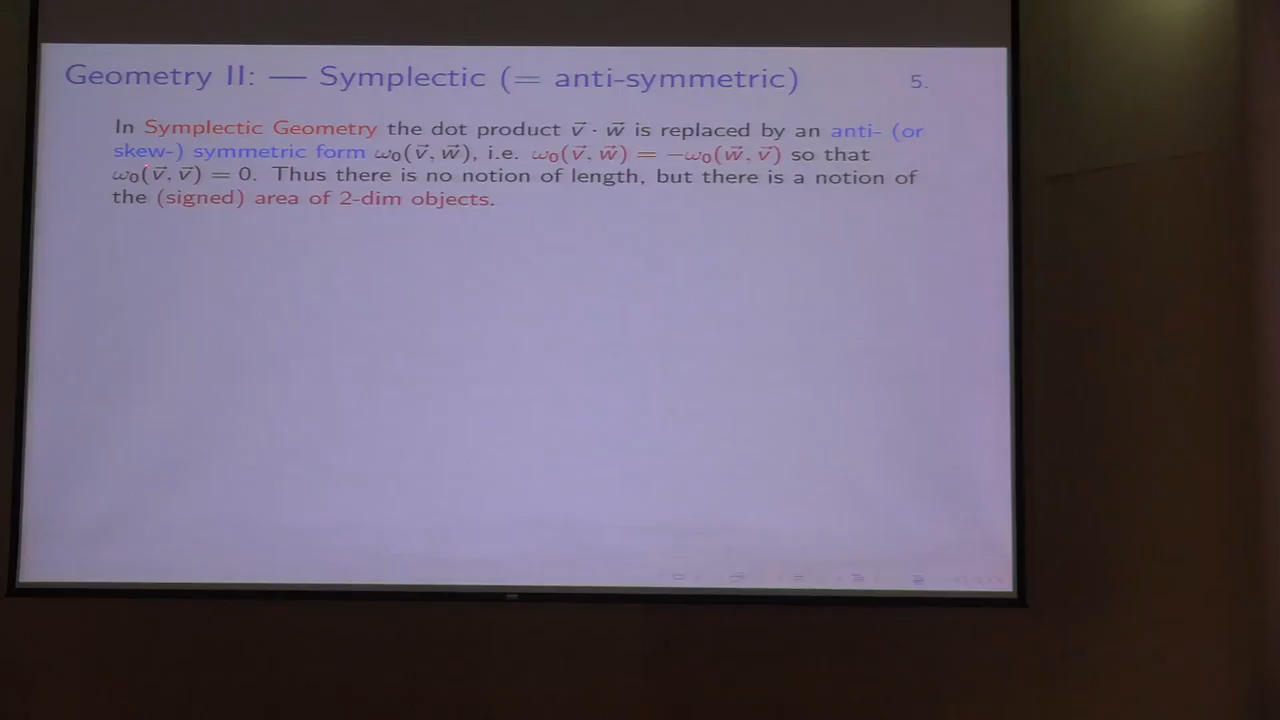 Geometry II: — Symplectic (= anti-symmetric) 5.
In Symplectic Geometry the dot product v⃗ · w⃗ is replaced by an anti- (or
skew-) symmetric form ω₀(v⃗, w⃗), i.e. ω₀(v⃗, w⃗) = −ω₀(w⃗, v⃗) so that
ω₀(v⃗, v⃗) = 0. Thus there is no notion of length, but there is a notion of
the (signed) area of 2-dim objects.